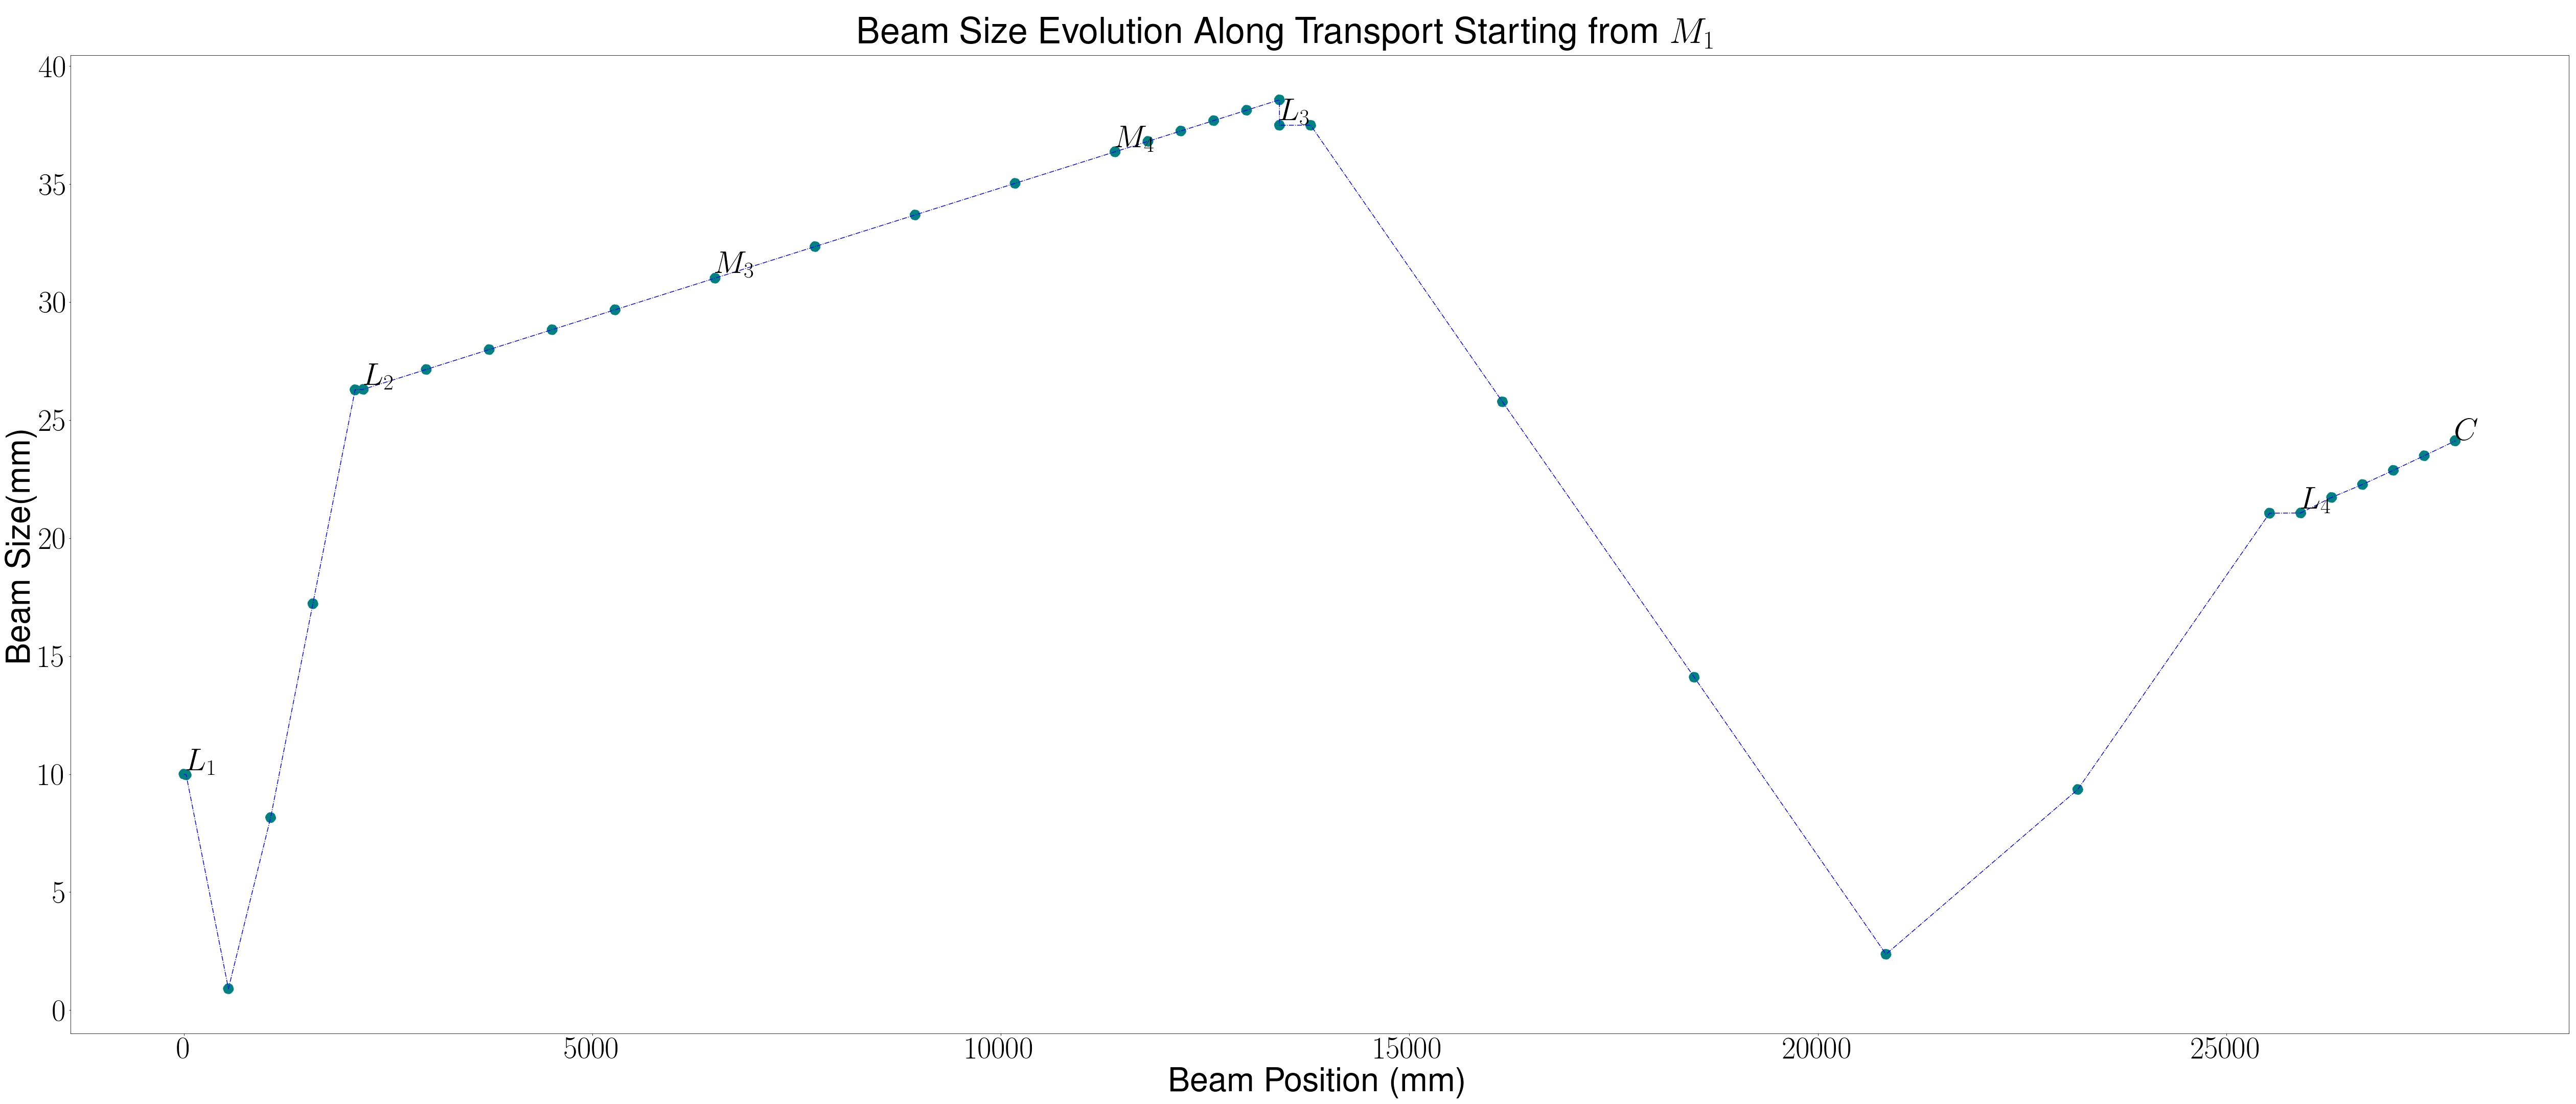 Beam Size Evolution Along Transport Starting from M₁
40
35
30
25
20
15
10
5
0
Beam Size(mm)
L₁
L₂
M₃
M₄
L₃
L₄
C
0 5000 10000 15000 20000 25000
Beam Position (mm)